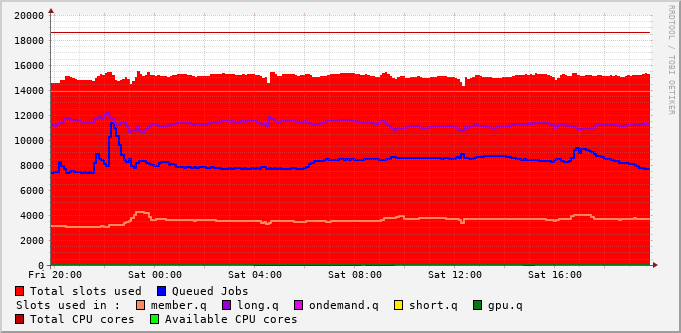 20000
18000
16000
14000
12000
10000
8000
6000
4000
2000
0
Fri 20:00 Sat 00:00 Sat 04:00 Sat 08:00 Sat 12:00 Sat 16:00
RRDTOOL / TOBI OETIKER
Total slots used Queued Jobs
Slots used in : member.q long.q ondemand.q short.q gpu.q
Total CPU cores Available CPU cores